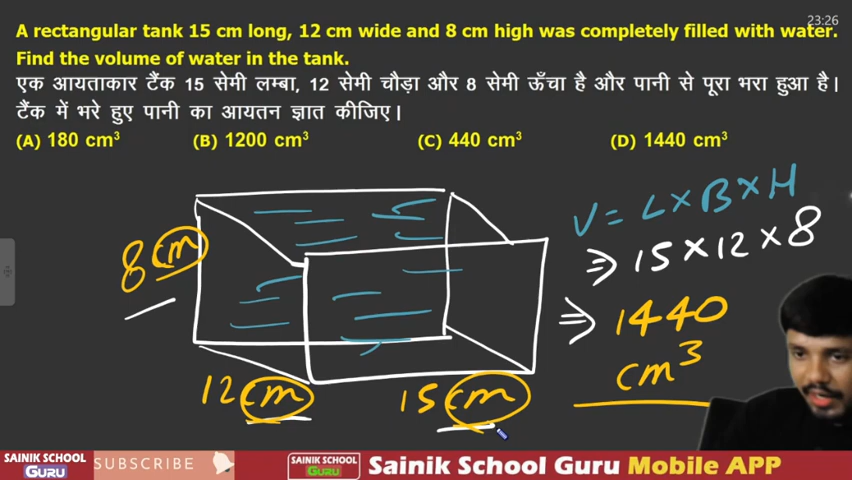 23:26
A rectangular tank 15 cm long, 12 cm wide and 8 cm high was completely filled with water.
Find the volume of water in the tank.
एक आयताकार टैंक 15 सेमी लम्बा, 12 सेमी चौड़ा और 8 सेमी ऊँचा है और पानी से पूरा भरा हुआ है।
टैंक में भरे हुए पानी का आयतन ज्ञात कीजिए।
(A) 180 cm³ (B) 1200 cm³ (C) 440 cm³ (D) 1440 cm³
V = L × B × H
⇒ 15 × 12 × 8
8 cm
⇒ 1440
cm³
12 cm 15 cm
SAINIK SCHOOL
GURU
SUBSCRIBE
SAINIK SCHOOL
GURU
Sainik School Guru Mobile APP